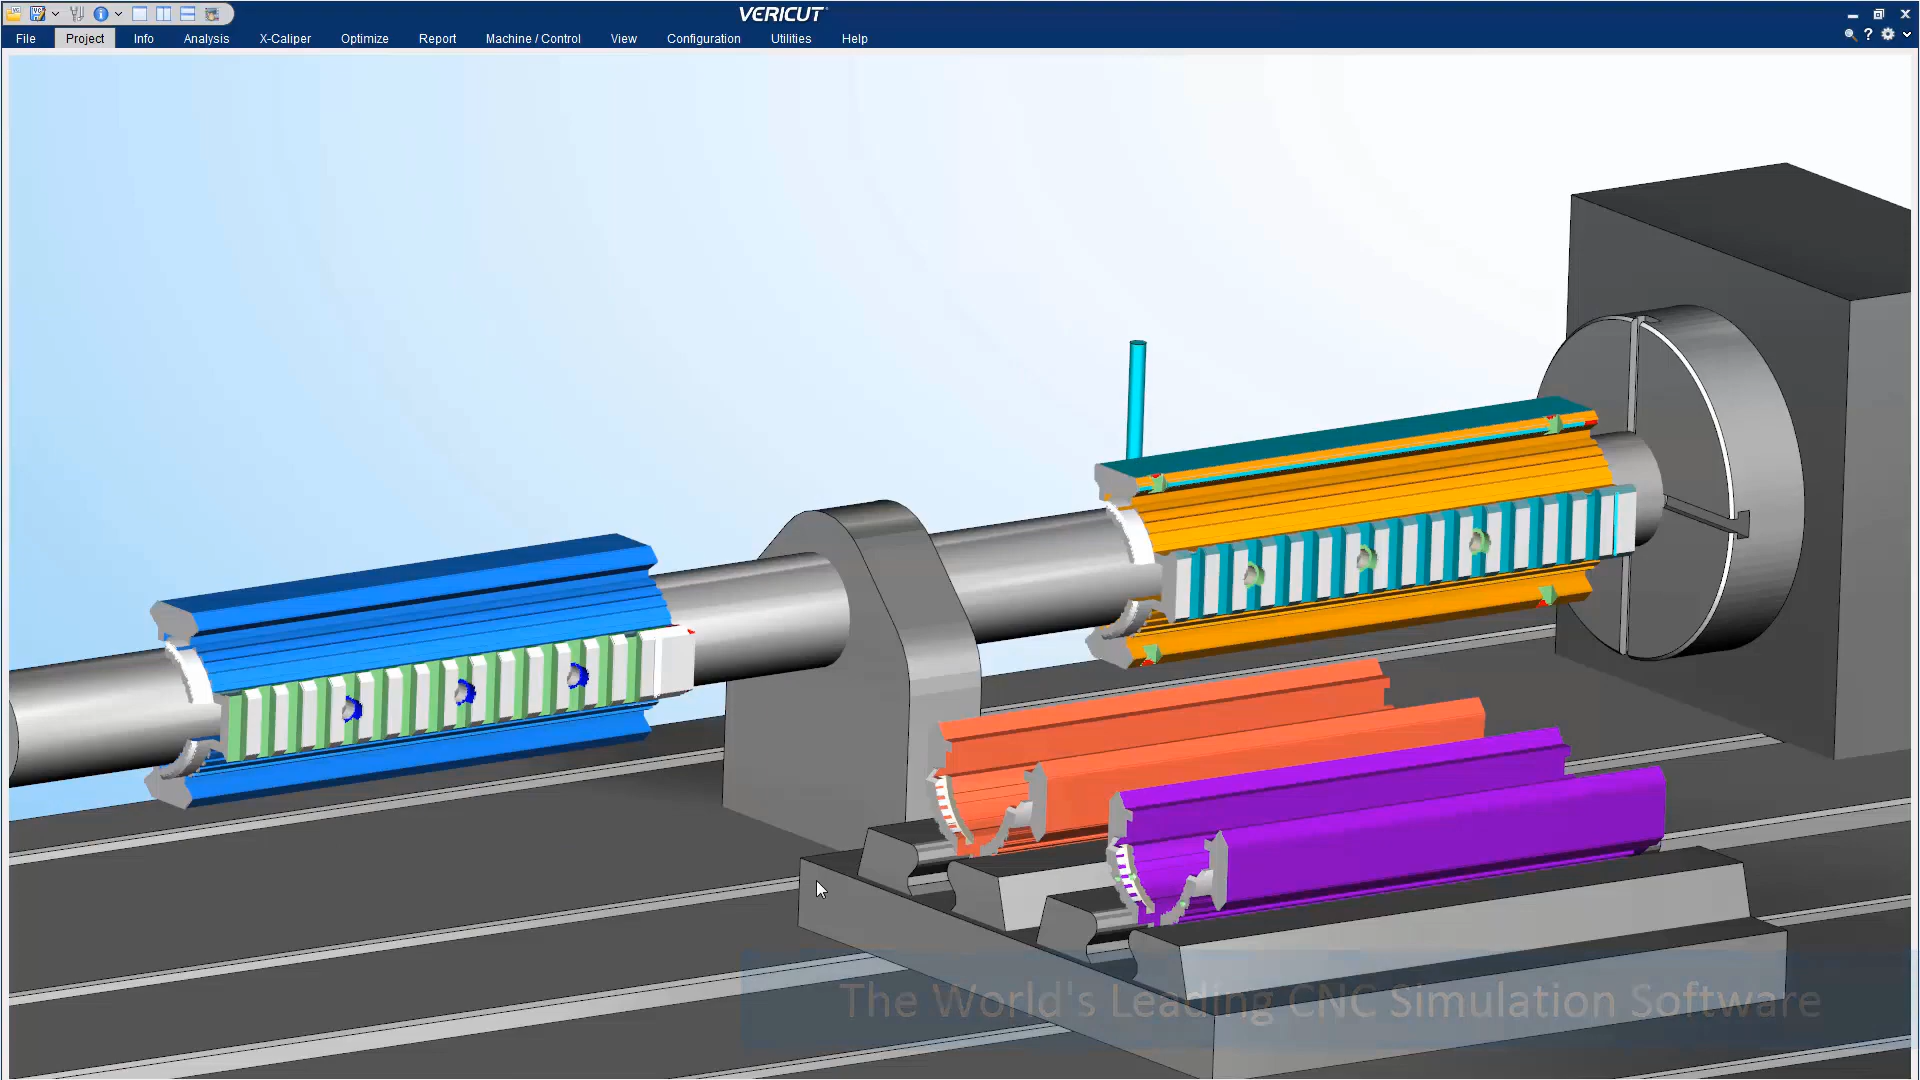 VERICUT
File Project Info Analysis X-Caliper Optimize Report Machine / Control View Configuration Utilities Help
The World's Leading CNC Simulation Software